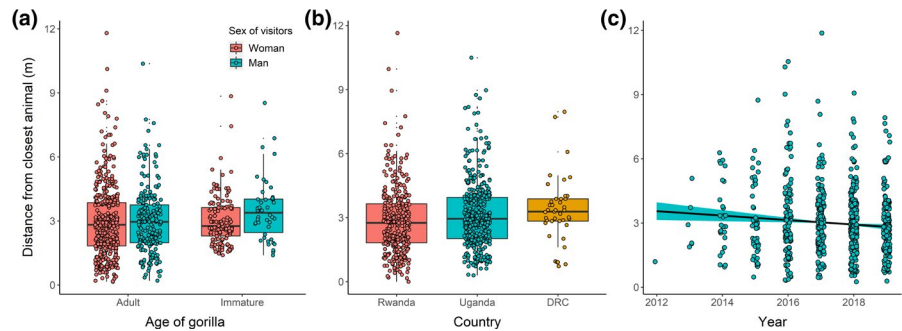 (a)
Sex of visitors
Woman
Man
12
9
6
3
0
Distance from closest animal (m)
Adult
Immature
Age of gorilla
(b)
12
9
6
3
0
Rwanda
Uganda
DRC
Country
(c)
12
9
6
3
0
2012
2014
2016
2018
Year